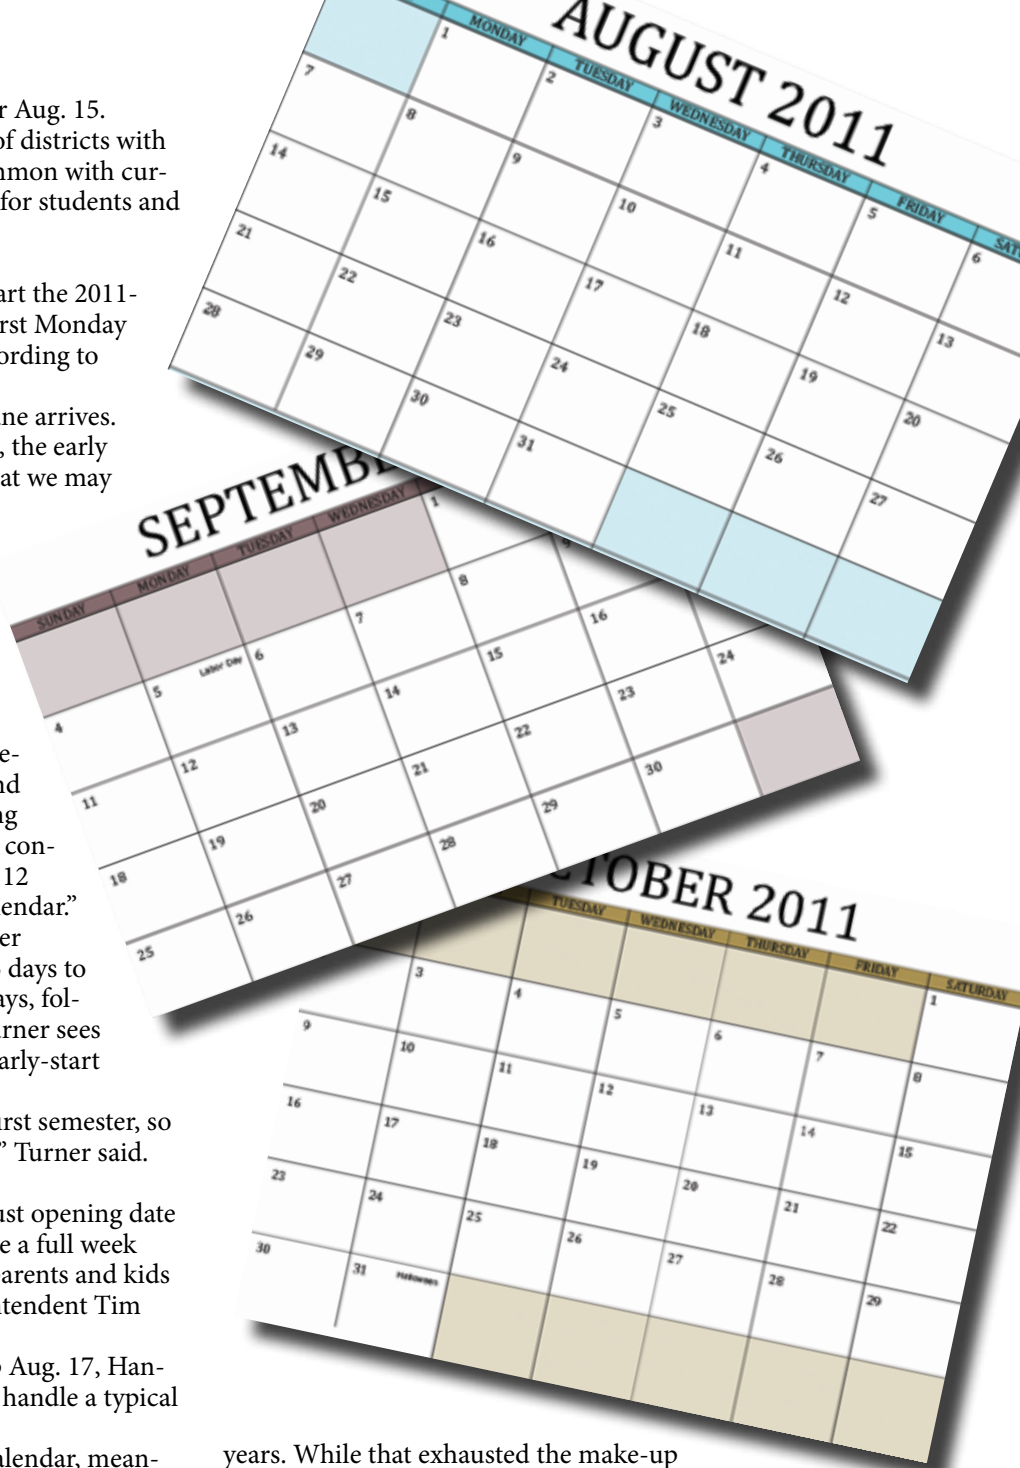 r Aug. 15.
of districts with
mmon with cur-
for students and
art the 2011-
rst Monday
ording to
ne arrives.
, the early
at we may
e-
nd
ng
con-
12
endar.”
er
days to
ays, fol-
urner sees
arly-start
irst semester, so
” Turner said.
ust opening date
e a full week
arents and kids
ntendent Tim
Aug. 17, Han-
handle a typical
alendar, mean-
years. While that exhausted the make-up
AUGUST 2011
MONDAY TUESDAY WEDNESDAY THURSDAY FRIDAY SAT
1 2 3 4 5 6
7 8 9 10 11 12 13
14 15 16 17 18 19 20
21 22 23 24 25 26 27
28 29 30 31
SEPTEMBE
SUNDAY MONDAY TUESDAY WEDNESDAY
1
4 5 Labor Day 6 7 8 9
11 12 13 14 15 16
18 19 20 21 22 23 24
25 26 27 28 29 30
TOBER 2011
TUESDAY WEDNESDAY THURSDAY FRIDAY SATURDAY
1
3 4 5 6 7 8
9 10 11 12 13 14 15
16 17 18 19 20 21 22
23 24 25 26 27 28 29
30 31 Halloween